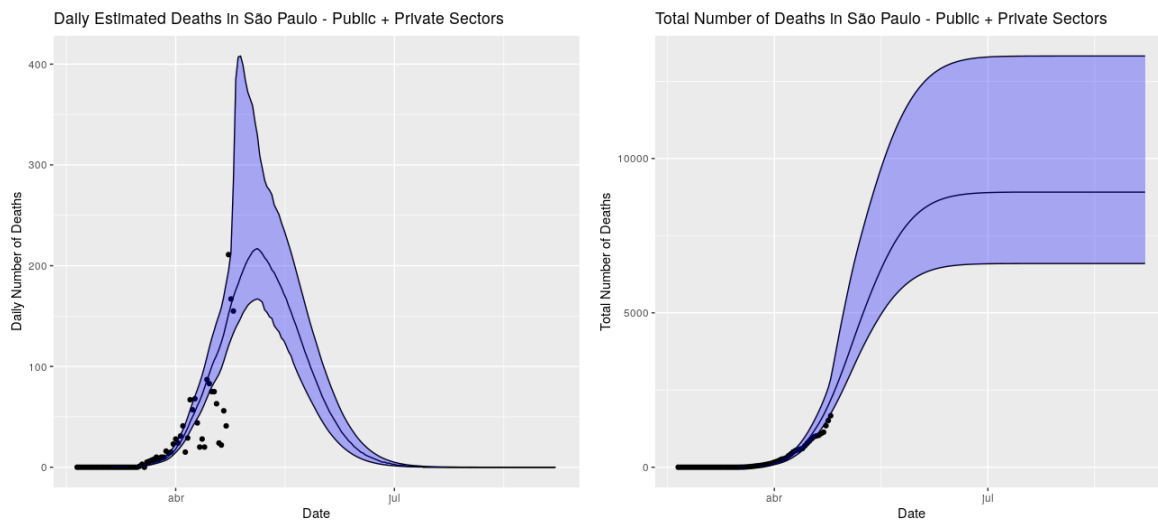 Daily Estimated Deaths in São Paulo - Public + Private Sectors
400
300
200
100
0
abr
jul
Date
Daily Number of Deaths
Total Number of Deaths in São Paulo - Public + Private Sectors
10000
5000
0
abr
jul
Date
Total Number of Deaths